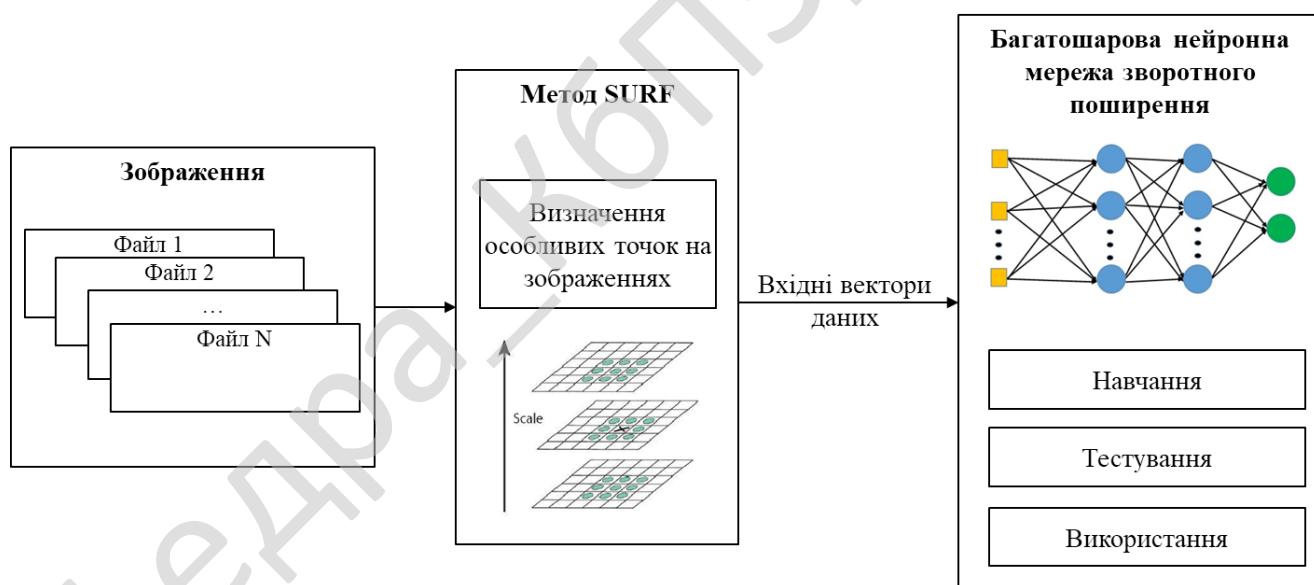 Зображення
Файл 1
Файл 2
...
Файл N
Метод SURF
Визначення
особливих точок на
зображеннях
Scale
Вхідні вектори
даних
Багатошарова нейронна
мережа зворотного
поширення
Навчання
Тестування
Використання